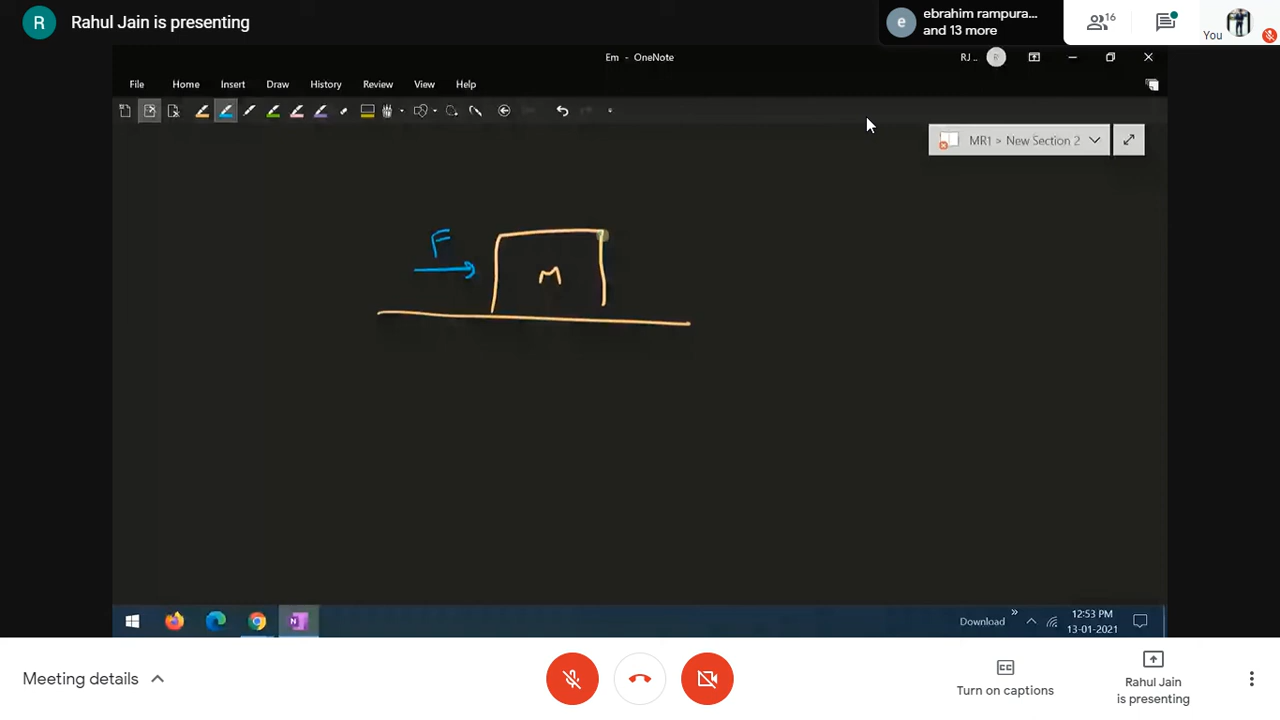 R Rahul Jain is presenting
e ebrahim rampura...
and 13 more
16
You
Em - OneNote
RJ ..
R
File Home Insert Draw History Review View Help
MR1 > New Section 2
F
M
N
Download
»
12:53 PM
13-01-2021
Meeting details
CC
Turn on captions
Rahul Jain
is presenting